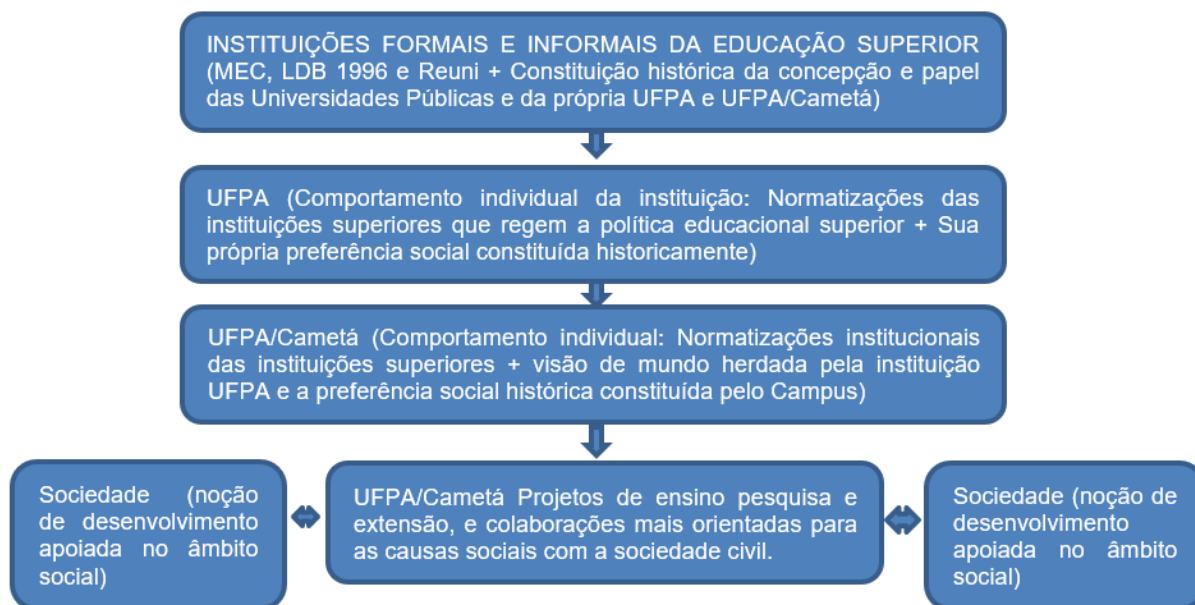 INSTITUIÇÕES FORMAIS E INFORMAIS DA EDUCAÇÃO SUPERIOR
(MEC, LDB 1996 e Reuni + Constituição histórica da concepção e papel
das Universidades Públicas e da própria UFPA e UFPA/Cametá)
UFPA (Comportamento individual da instituição: Normatizações das
instituições superiores que regem a política educacional superior + Sua
própria preferência social constituída historicamente)
UFPA/Cametá (Comportamento individual: Normatizações institucionais
das instituições superiores + visão de mundo herdada pela instituição
UFPA e a preferência social histórica constituída pelo Campus)
Sociedade (noção
de desenvolvimento
apoiada no âmbito
social)
UFPA/Cametá Projetos de ensino pesquisa e
extensão, e colaborações mais orientadas para
as causas sociais com a sociedade civil.
Sociedade (noção de
desenvolvimento
apoiada no âmbito
social)